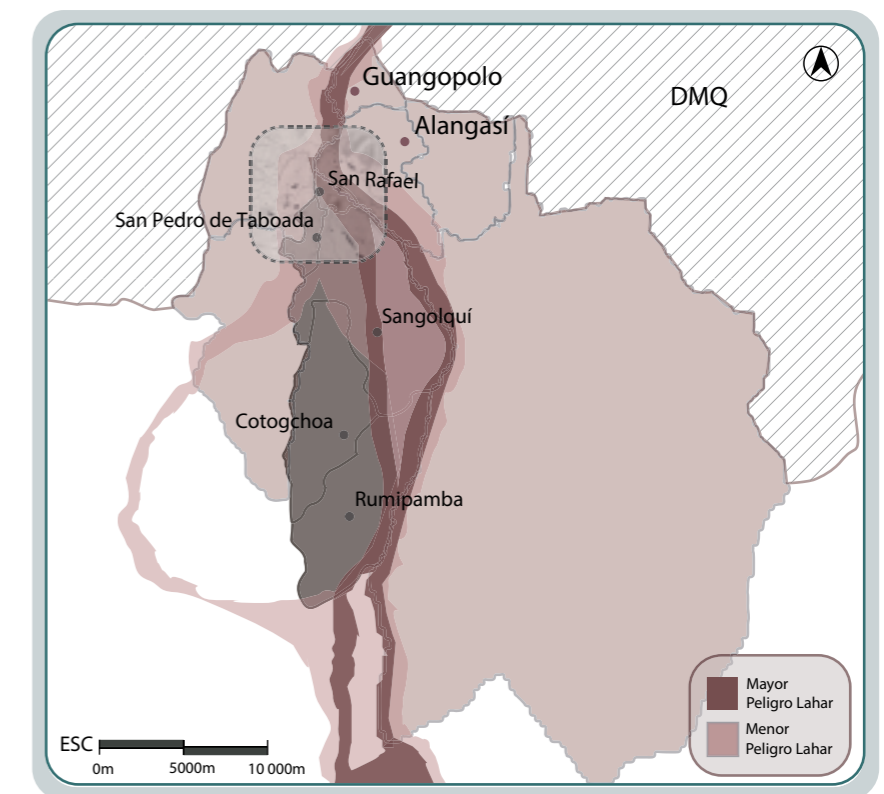 Guangopolo
DMQ
Alangasí
San Rafael
San Pedro de Taboada
Sangolquí
Cotogchoa
Rumipamba
Mayor
Peligro Lahar
Menor
Peligro Lahar
ESC
0m 5000m 10 000m